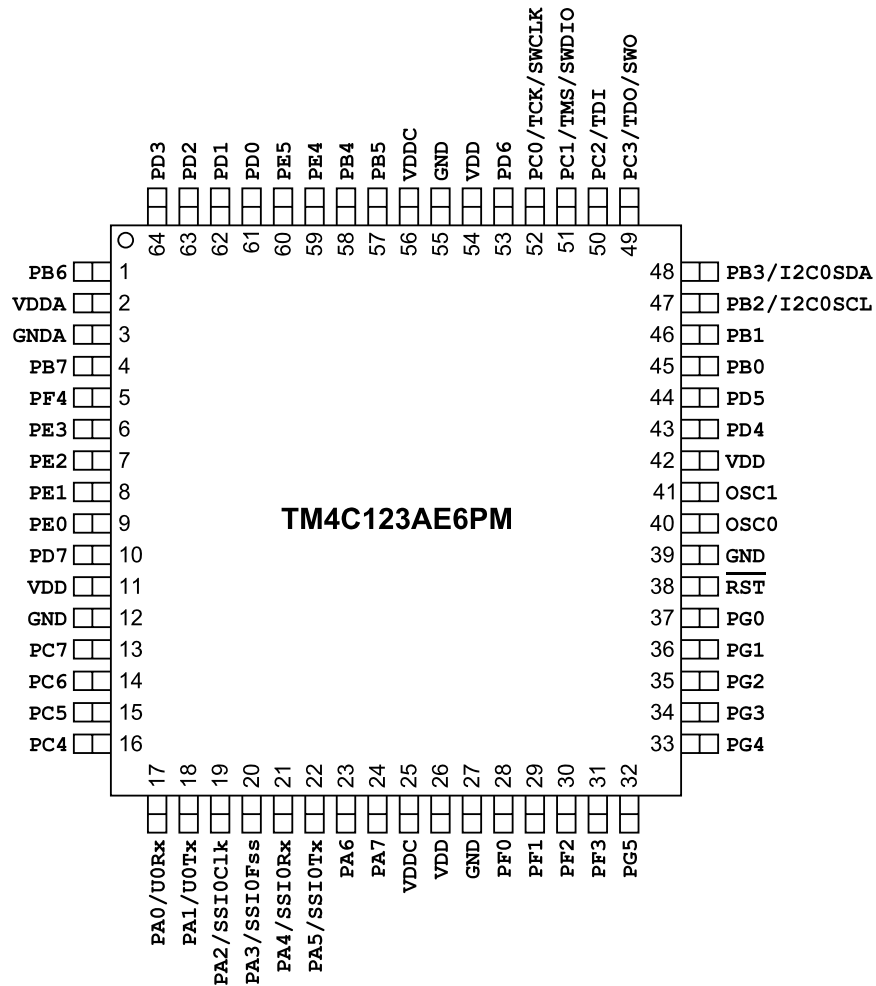 PD3
PD2
PD1
PD0
PE5
PE4
PB4
PB5
VDDC
GND
VDD
PD6
PC0/TCK/SWCLK
PC1/TMS/SWDIO
PC2/TDI
PC3/TDO/SWO
64
63
62
61
60
59
58
57
56
55
54
53
52
51
50
49
PB6 1
VDDA 2
GNDA 3
PB7 4
PF4 5
PE3 6
PE2 7
PE1 8
PE0 9
PD7 10
VDD 11
GND 12
PC7 13
PC6 14
PC5 15
PC4 16
TM4C123AE6PM
48 PB3/I2C0SDA
47 PB2/I2C0SCL
46 PB1
45 PB0
44 PD5
43 PD4
42 VDD
41 OSC1
40 OSC0
39 GND
38 RST
37 PG0
36 PG1
35 PG2
34 PG3
33 PG4
17
18
19
20
21
22
23
24
25
26
27
28
29
30
31
32
PA0/U0Rx
PA1/U0Tx
PA2/SSI0Clk
PA3/SSI0Fss
PA4/SSI0Rx
PA5/SSI0Tx
PA6
PA7
VDDC
VDD
GND
PF0
PF1
PF2
PF3
PG5